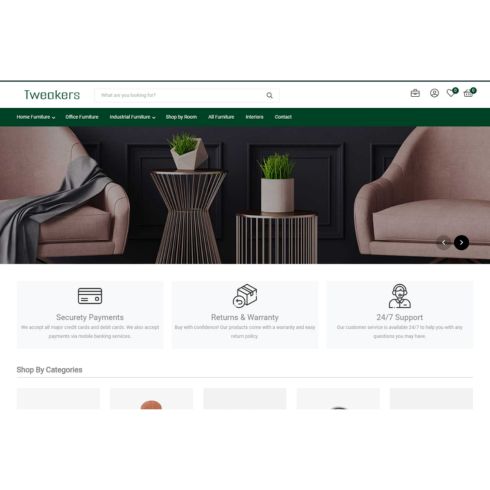 Tweakers
What are you looking for?
0
0
Home Furniture Office Furniture Industrial Furniture Shop by Room All Furniture Interiors Contact
Securety Payments
We accept all major credit cards and debit cards. We also accept
payments via mobile banking services.
Returns & Warranty
Buy with confidence! Our products come with a warranty and easy
return policy.
24/7 Support
Our customer service is available 24/7 to help you with any
questions you may have.
Shop By Categories